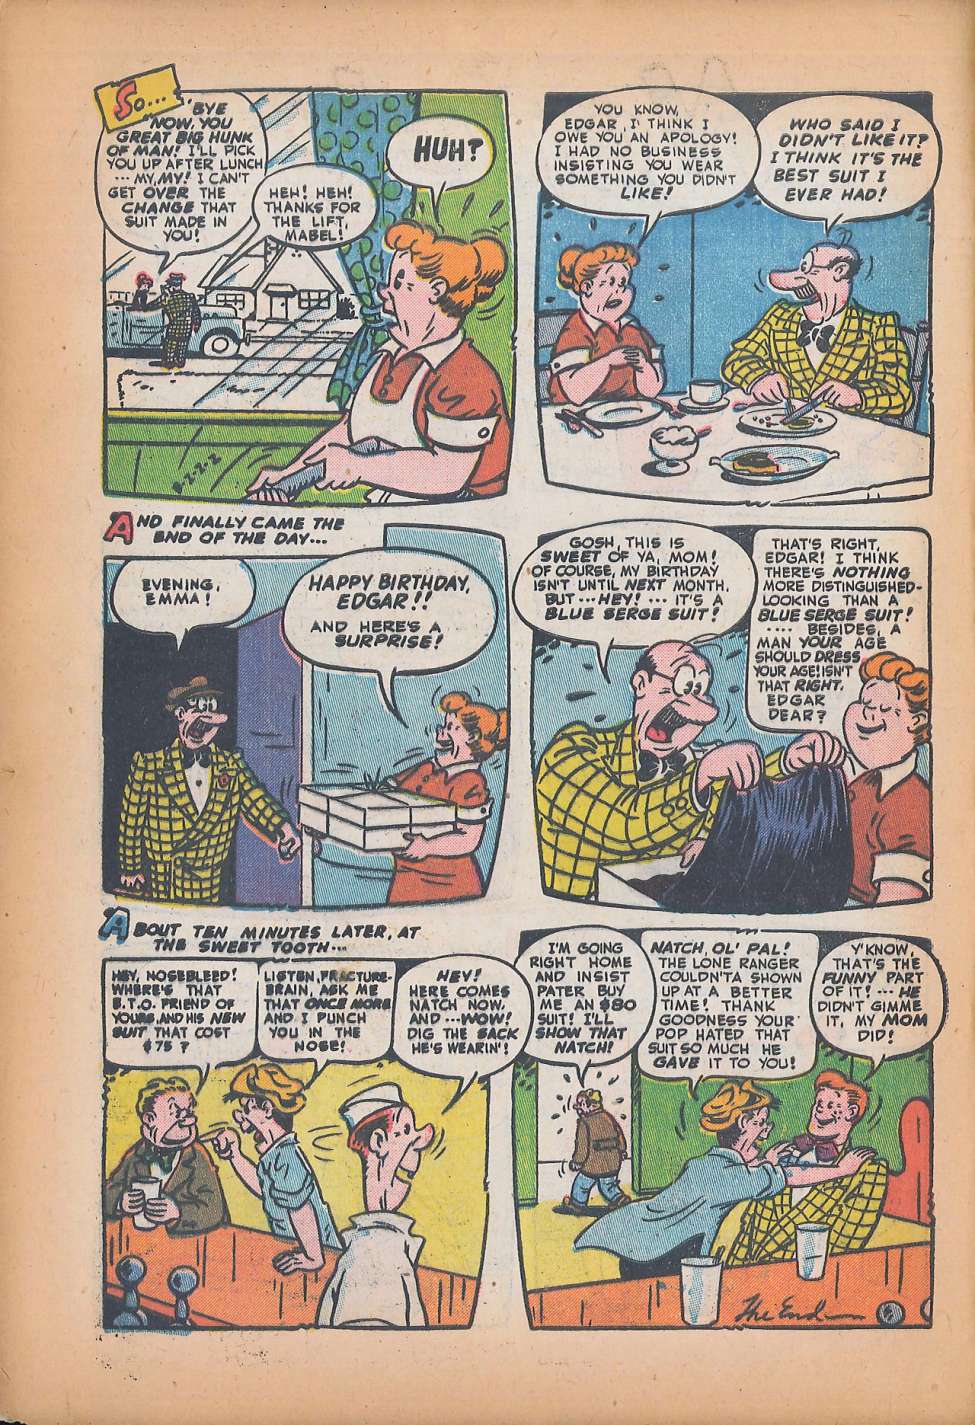 So...
'BYE
NOW, YOU
GREAT BIG HUNK
OF MAN! I'LL PICK
YOU UP AFTER LUNCH
... MY, MY! I CAN'T
GET OVER THE
CHANGE THAT
SUIT MADE IN
YOU!
HEH! HEH!
THANKS FOR
THE LIFT,
MABEL!
HUH?
YOU KNOW,
EDGAR, I THINK I
OWE YOU AN APOLOGY!
I HAD NO BUSINESS
INSISTING YOU WEAR
SOMETHING YOU DIDN'T
LIKE!
WHO SAID I
DIDN'T LIKE IT?
I THINK IT'S THE
BEST SUIT I
EVER HAD!
AND FINALLY CAME THE
END OF THE DAY...
EVENING,
EMMA!
HAPPY BIRTHDAY,
EDGAR!!
AND HERE'S A
SURPRISE!
GOSH, THIS IS
SWEET OF YA, MOM!
OF COURSE, MY BIRTHDAY
ISN'T UNTIL NEXT MONTH,
BUT ... HEY! ... IT'S A
BLUE SERGE SUIT!
THAT'S RIGHT,
EDGAR! I THINK
THERE'S NOTHING
MORE DISTINGUISHED-
LOOKING THAN A
BLUE SERGE SUIT!
.... BESIDES, A
MAN YOUR AGE
SHOULD DRESS
YOUR AGE! ISN'T
THAT RIGHT,
EDGAR
DEAR?
ABOUT TEN MINUTES LATER, AT
THE SWEET TOOTH...
HEY, NOSEBLEED!
WHERE'S THAT
B.T.O. FRIEND OF
YOURS, AND HIS NEW
SUIT THAT COST
$75?
LISTEN, FRACTURE-
BRAIN, ASK ME
THAT ONCE MORE
AND I PUNCH
YOU IN THE
NOSE!
HEY!
HERE COMES
NATCH NOW,
AND ... WOW!
DIG THE SACK
HE'S WEARIN'!
I'M GOING
RIGHT HOME
AND INSIST
PATER BUY
ME AN $80
SUIT! I'LL
SHOW THAT
NATCH!
NATCH, OL' PAL!
THE LONE RANGER
COULDN'TA SHOWN
UP AT A BETTER
TIME! THANK
GOODNESS YOUR
POP HATED THAT
SUIT SO MUCH HE
GAVE IT TO YOU!
Y'KNOW,
THAT'S THE
FUNNY PART
OF IT! ... HE
DIDN'T GIMME
IT, MY MOM
DID!
The End